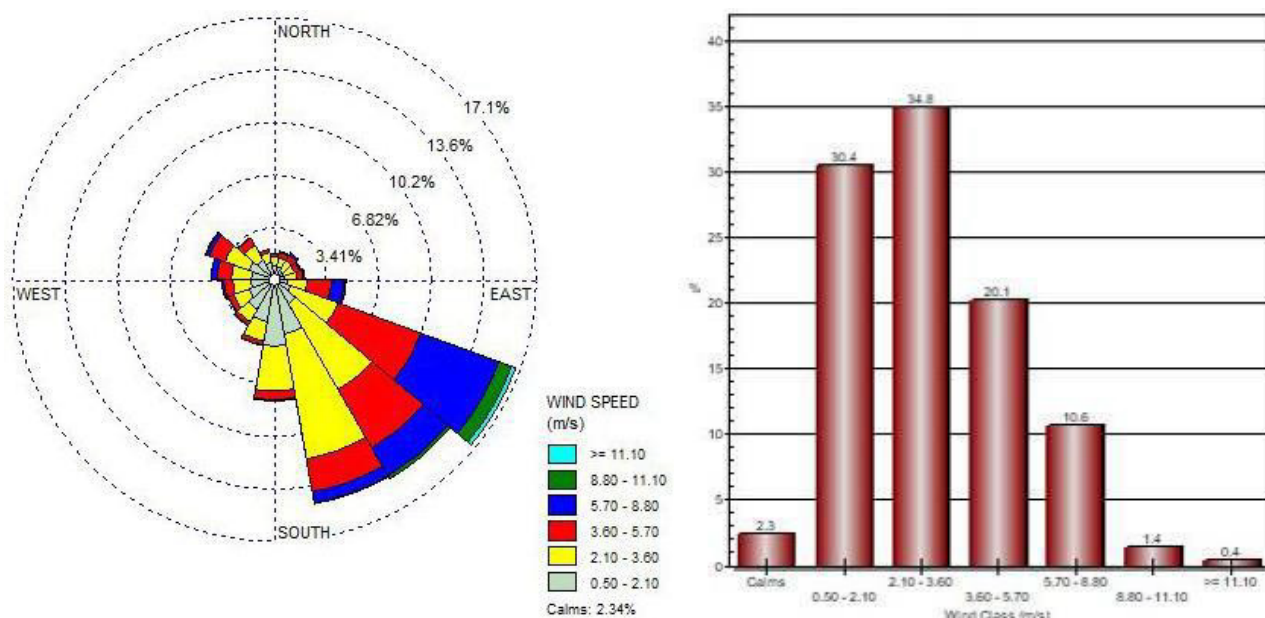 NORTH
17.1%
13.6%
10.2%
6.82%
3.41%
WEST
EAST
SOUTH
WIND SPEED
(m/s)
>= 11.10
8.80 - 11.10
5.70 - 8.80
3.60 - 5.70
2.10 - 3.60
0.50 - 2.10
Calms: 2.34%
40
35
30
25
20
15
10
5
0
%
2.3
30.4
34.8
20.1
10.6
1.4
0.4
Calms
0.50 - 2.10
2.10 - 3.60
3.60 - 5.70
5.70 - 8.80
8.80 - 11.10
>= 11.10
Wind Class (m/s)